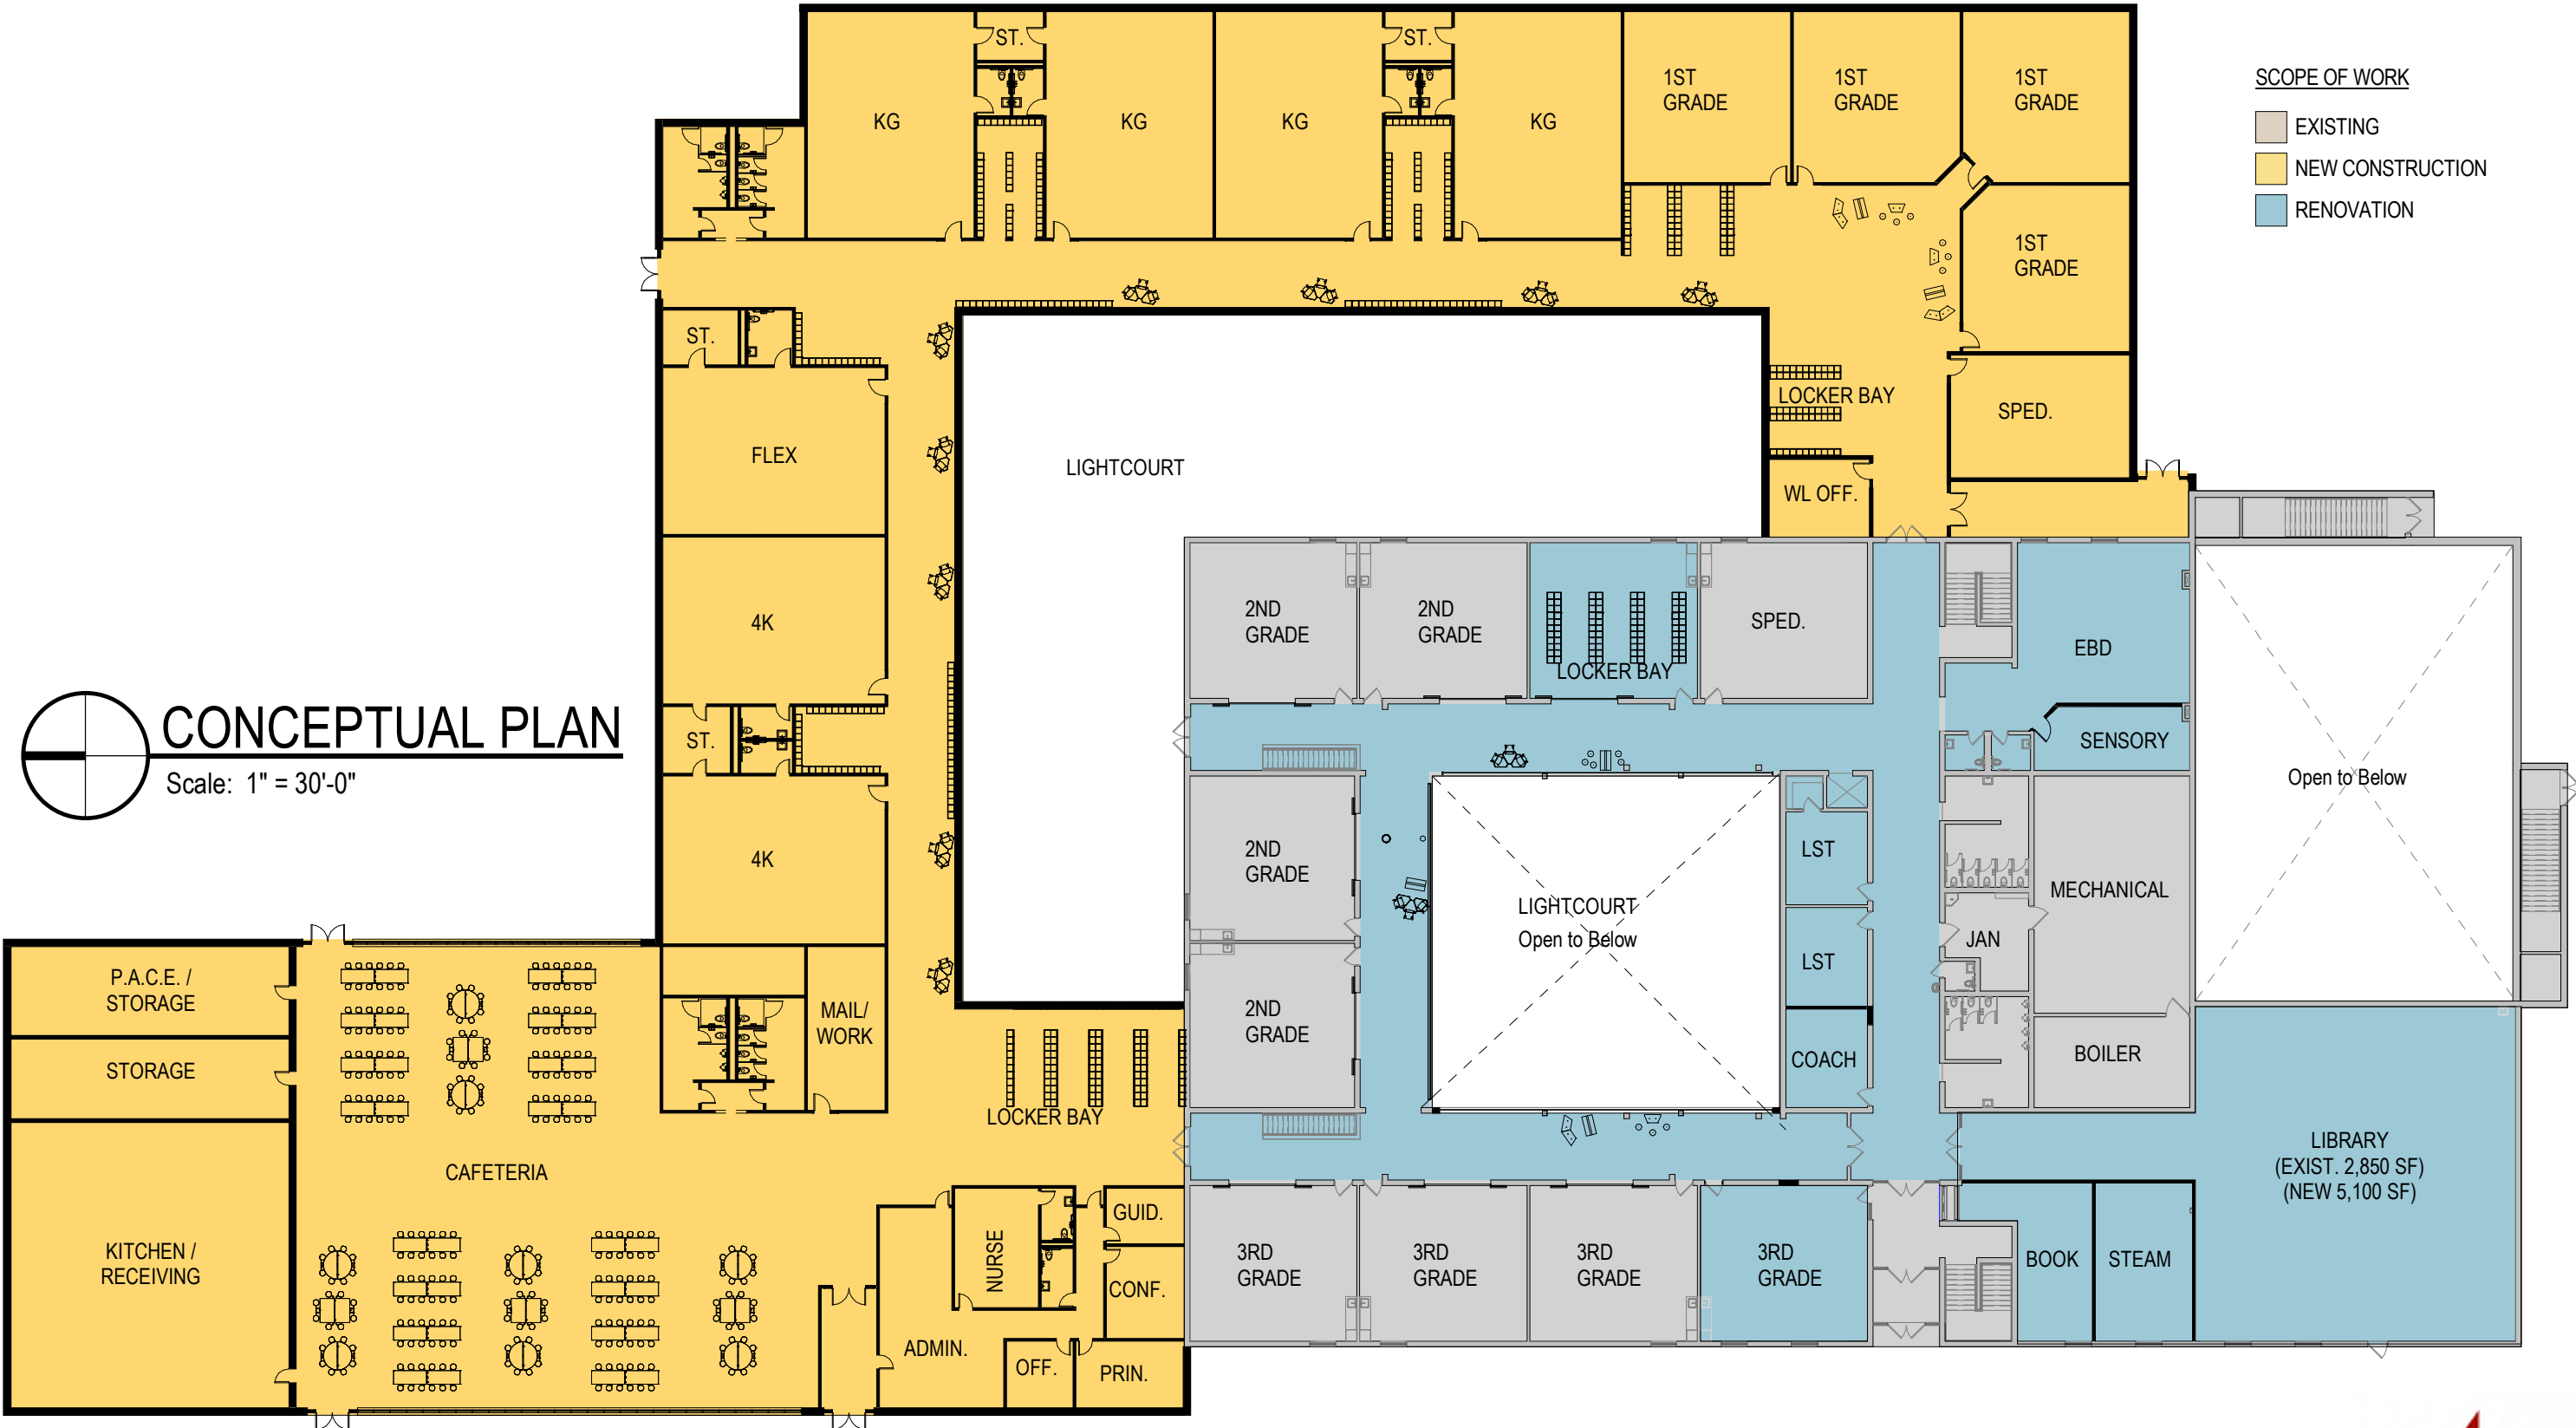 ST.
ST.
KG
KG
KG
KG
1ST
GRADE
1ST
GRADE
1ST
GRADE
SCOPE OF WORK
EXISTING
NEW CONSTRUCTION
RENOVATION
1ST
GRADE
ST.
LOCKER BAY
SPED.
FLEX
LIGHTCOURT
WL OFF.
4K
2ND
GRADE
2ND
GRADE
LOCKER BAY
SPED.
EBD
CONCEPTUAL PLAN
Scale: 1" = 30'-0"
ST.
SENSORY
Open to Below
4K
2ND
GRADE
LIGHTCOURT
Open to Below
LST
MECHANICAL
LST
JAN
P.A.C.E. /
STORAGE
MAIL/
WORK
2ND
GRADE
STORAGE
COACH
BOILER
LOCKER BAY
CAFETERIA
LIBRARY
(EXIST. 2,850 SF)
(NEW 5,100 SF)
KITCHEN /
RECEIVING
NURSE
GUID.
CONF.
3RD
GRADE
3RD
GRADE
3RD
GRADE
3RD
GRADE
BOOK
STEAM
ADMIN.
OFF.
PRIN.